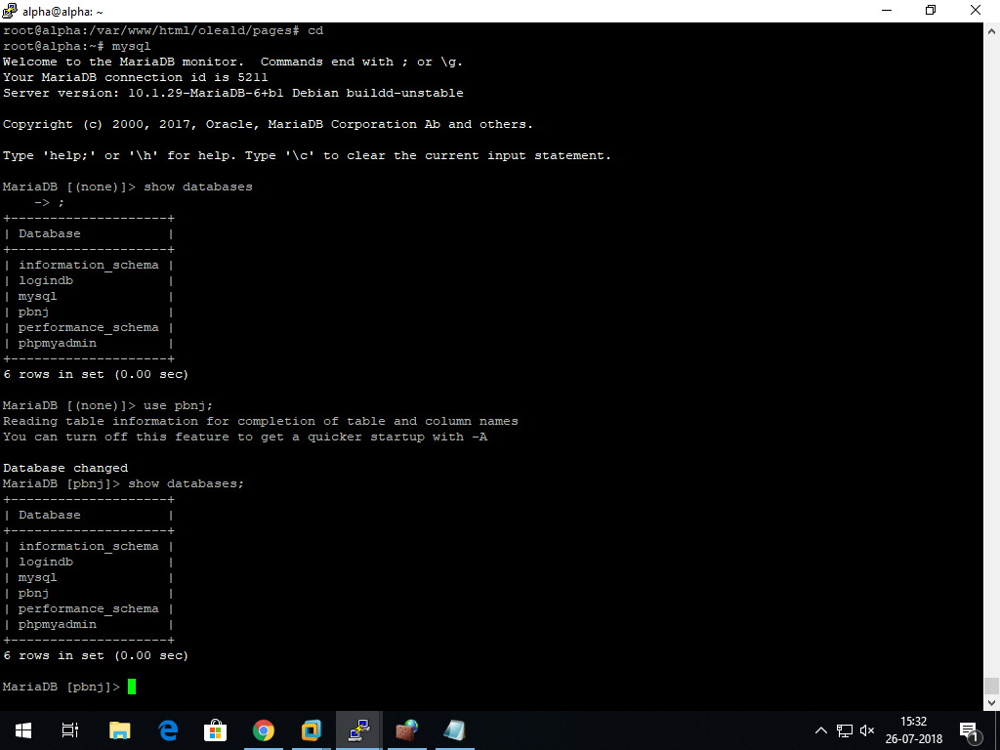 alpha@alpha: ~
root@alpha:/var/www/html/oleald/pages# cd
root@alpha:~# mysql
Welcome to the MariaDB monitor.  Commands end with ; or \g.
Your MariaDB connection id is 5211
Server version: 10.1.29-MariaDB-6+b1 Debian buildd-unstable

Copyright (c) 2000, 2017, Oracle, MariaDB Corporation Ab and others.

Type 'help;' or '\h' for help. Type '\c' to clear the current input statement.

MariaDB [(none)]> show databases
    -> ;
+--------------------+
| Database           |
+--------------------+
| information_schema |
| logindb            |
| mysql              |
| pbnj               |
| performance_schema |
| phpmyadmin         |
+--------------------+
6 rows in set (0.00 sec)

MariaDB [(none)]> use pbnj;
Reading table information for completion of table and column names
You can turn off this feature to get a quicker startup with -A

Database changed
MariaDB [pbnj]> show databases;
+--------------------+
| Database           |
+--------------------+
| information_schema |
| logindb            |
| mysql              |
| pbnj               |
| performance_schema |
| phpmyadmin         |
+--------------------+
6 rows in set (0.00 sec)

MariaDB [pbnj]>
15:32
26-07-2018
1